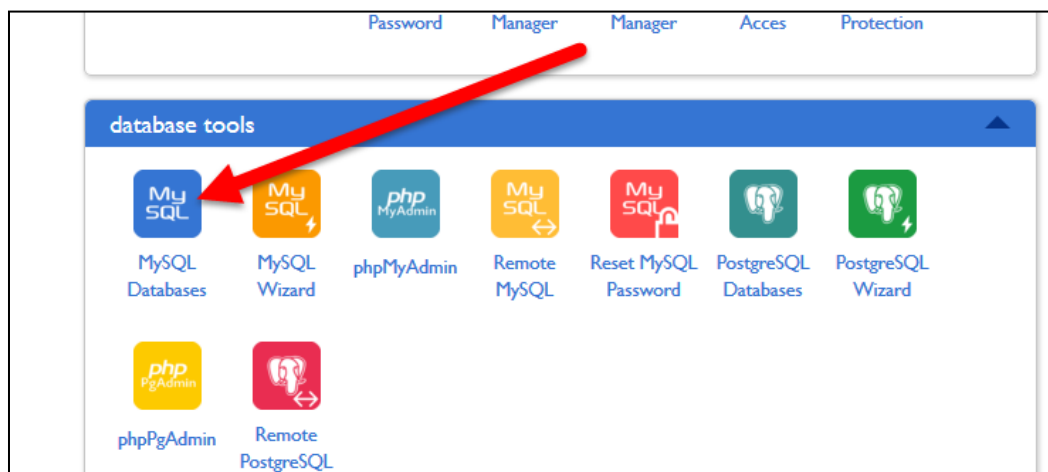 Password Manager Manager Acces Protection
database tools
My SQL My SQL php MyAdmin My SQL My SQL
MySQL Databases
MySQL Wizard
phpMyAdmin
Remote MySQL
Reset MySQL Password
PostgreSQL Databases
PostgreSQL Wizard
php PgAdmin
phpPgAdmin
Remote PostgreSQL